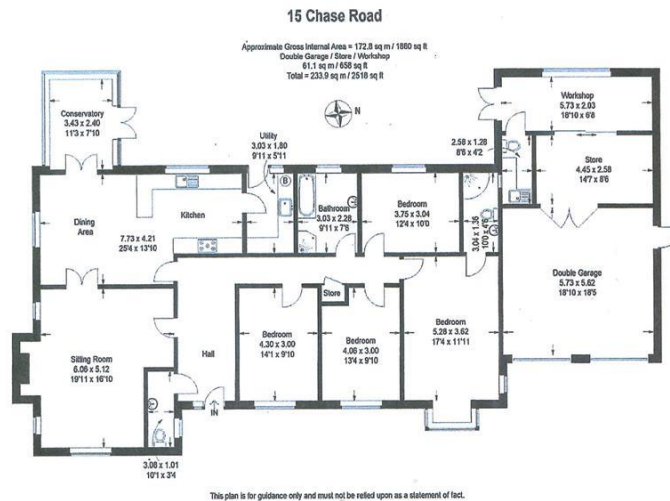 15 Chase Road
Approximate Gross Internal Area = 172.8 sq m / 1860 sq ft
Double Garage / Store / Workshop
61.1 sq m / 658 sq ft
Total = 233.9 sq m / 2518 sq ft
N
Conservatory
3.43 x 2.40
11'3 x 7'10
Utility
3.03 x 1.80
9'11 x 5'11
B
Workshop
5.73 x 2.03
18'10 x 6'8
2.58 x 1.28
8'6 x 4'2
Store
4.45 x 2.58
14'7 x 8'6
Dining
Area
Kitchen
7.73 x 4.21
25'4 x 13'10
Bathroom
3.03 x 2.28
9'11 x 7'6
Bedroom
3.75 x 3.04
12'4 x 10'0
3.04 x 1.36
10'0 x 4'6
Double Garage
5.73 x 5.62
18'10 x 18'5
Store
Sitting Room
6.06 x 5.12
19'11 x 16'10
Hall
Bedroom
4.30 x 3.00
14'1 x 9'10
Bedroom
4.06 x 3.00
13'4 x 9'10
Bedroom
5.28 x 3.62
17'4 x 11'11
IN
3.08 x 1.01
10'1 x 3'4
This plan is for guidance only and must not be relied upon as a statement of fact.